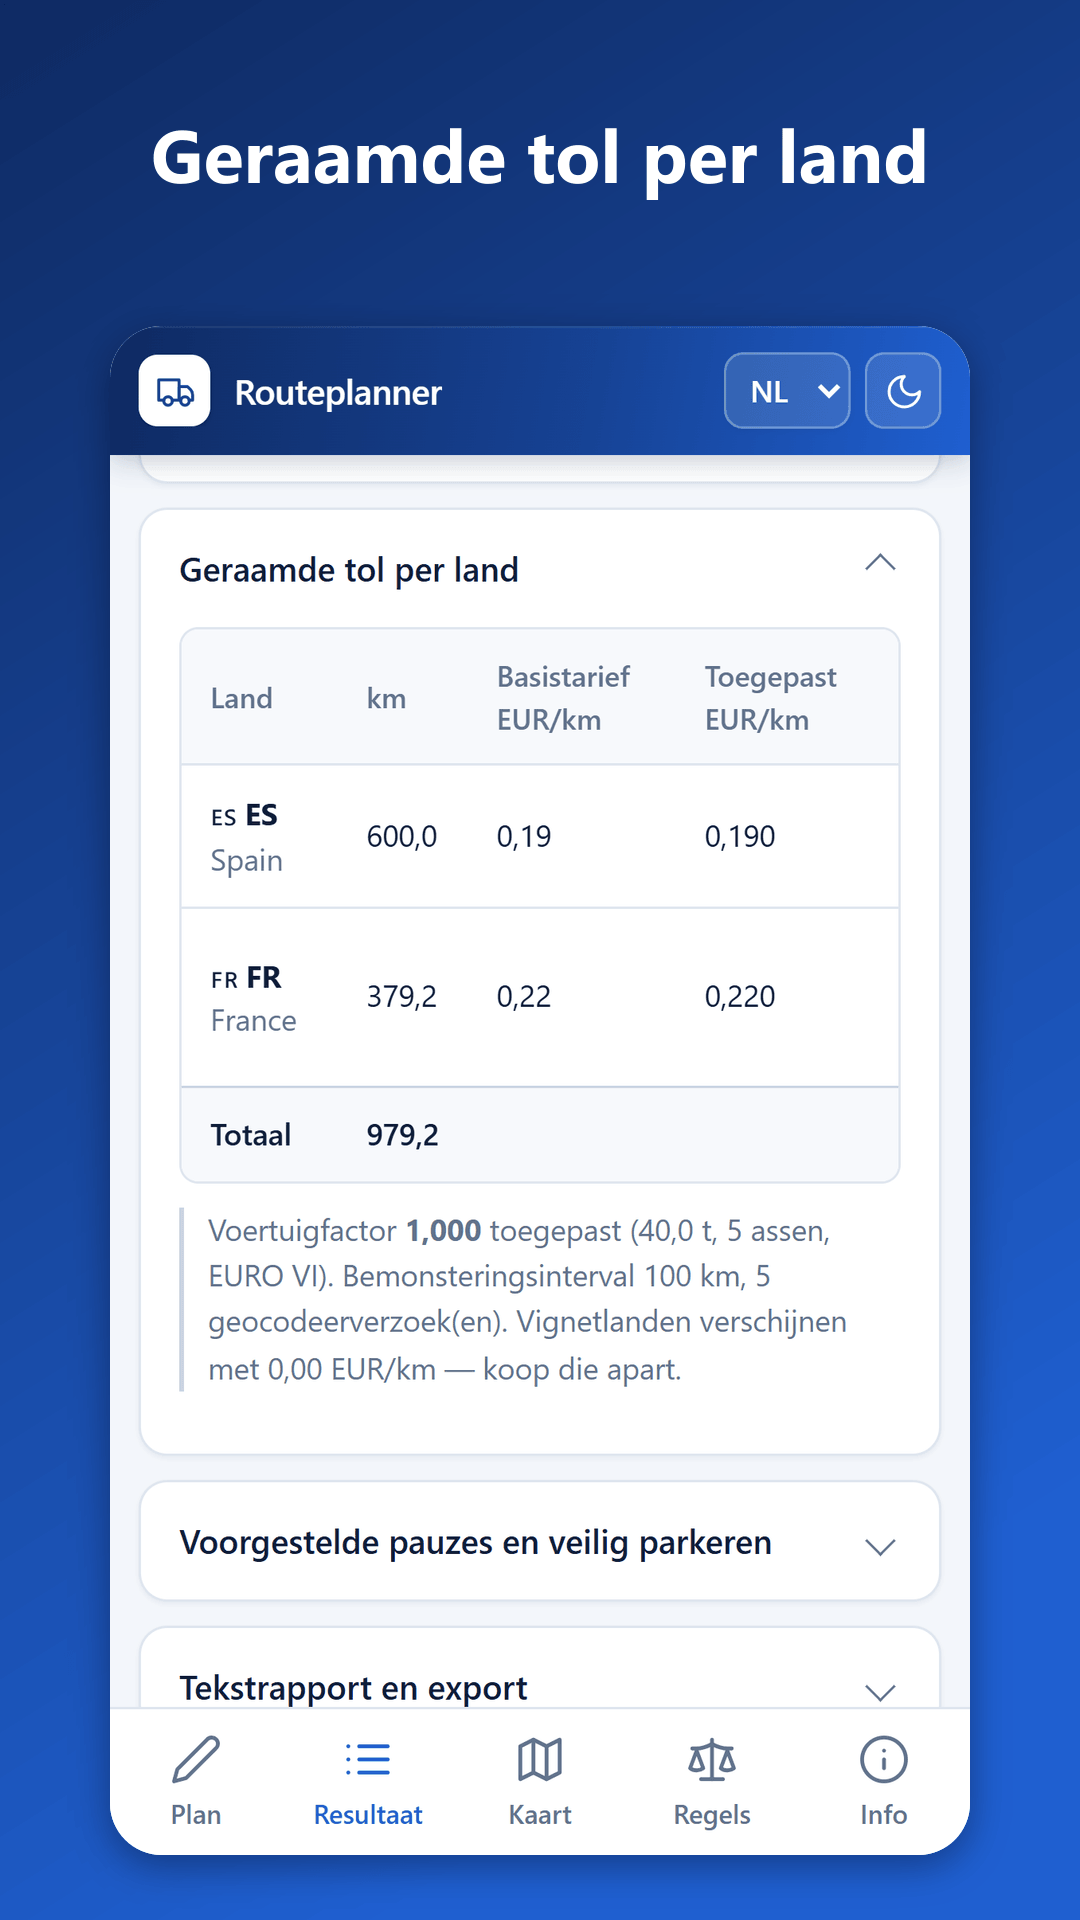 Geraamde tol per land
Routeplanner
NL
Geraamde tol per land
Land km Basistarief EUR/km Toegepast EUR/km
ES ES Spain 600,0 0,19 0,190
FR FR France 379,2 0,22 0,220
Totaal 979,2
Voertuigfactor 1,000 toegepast (40,0 t, 5 assen,
EURO VI). Bemonsteringsinterval 100 km, 5
geocodeerverzoek(en). Vignetlanden verschijnen
met 0,00 EUR/km — koop die apart.
Voorgestelde pauzes en veilig parkeren
Tekstrapport en export
Plan Resultaat Kaart Regels Info